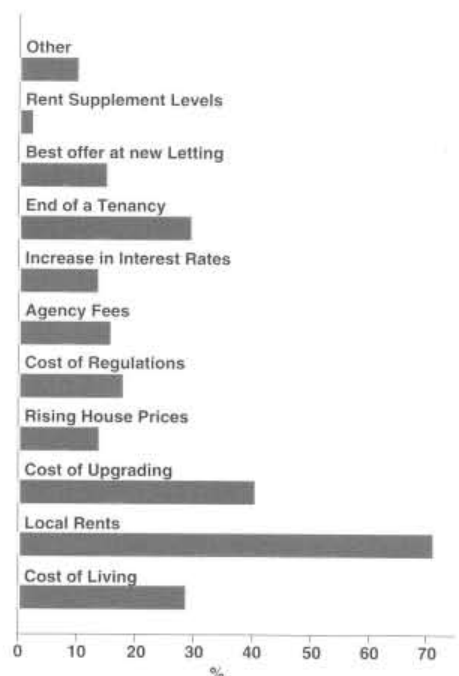 Other
Rent Supplement Levels
Best offer at new Letting
End of a Tenancy
Increase in Interest Rates
Agency Fees
Cost of Regulations
Rising House Prices
Cost of Upgrading
Local Rents
Cost of Living
0 10 20 30 40 50 60 70
%